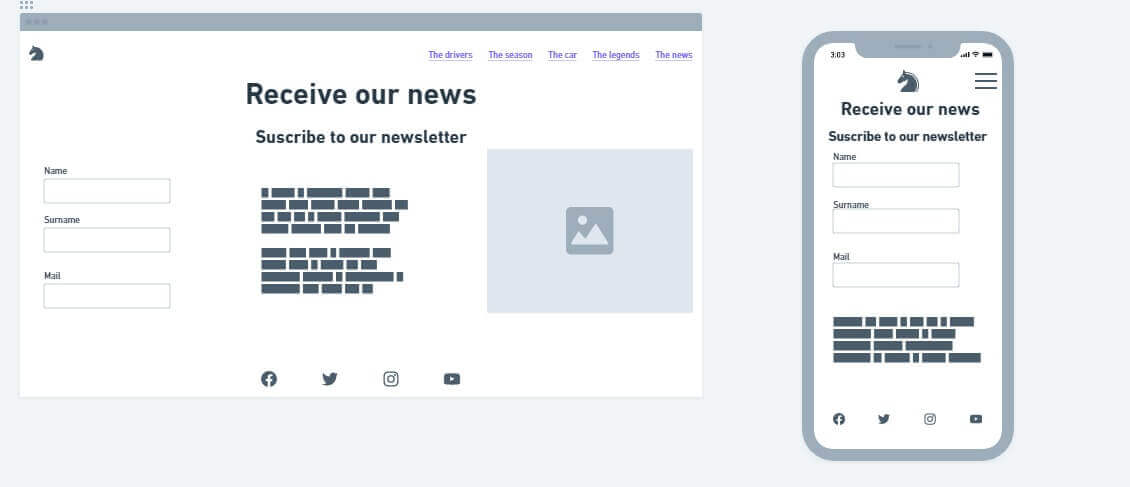 The drivers The season The car The legends The news
Receive our news
Suscribe to our newsletter
Name
Surname
Mail
3:03
Receive our news
Suscribe to our newsletter
Name
Surname
Mail